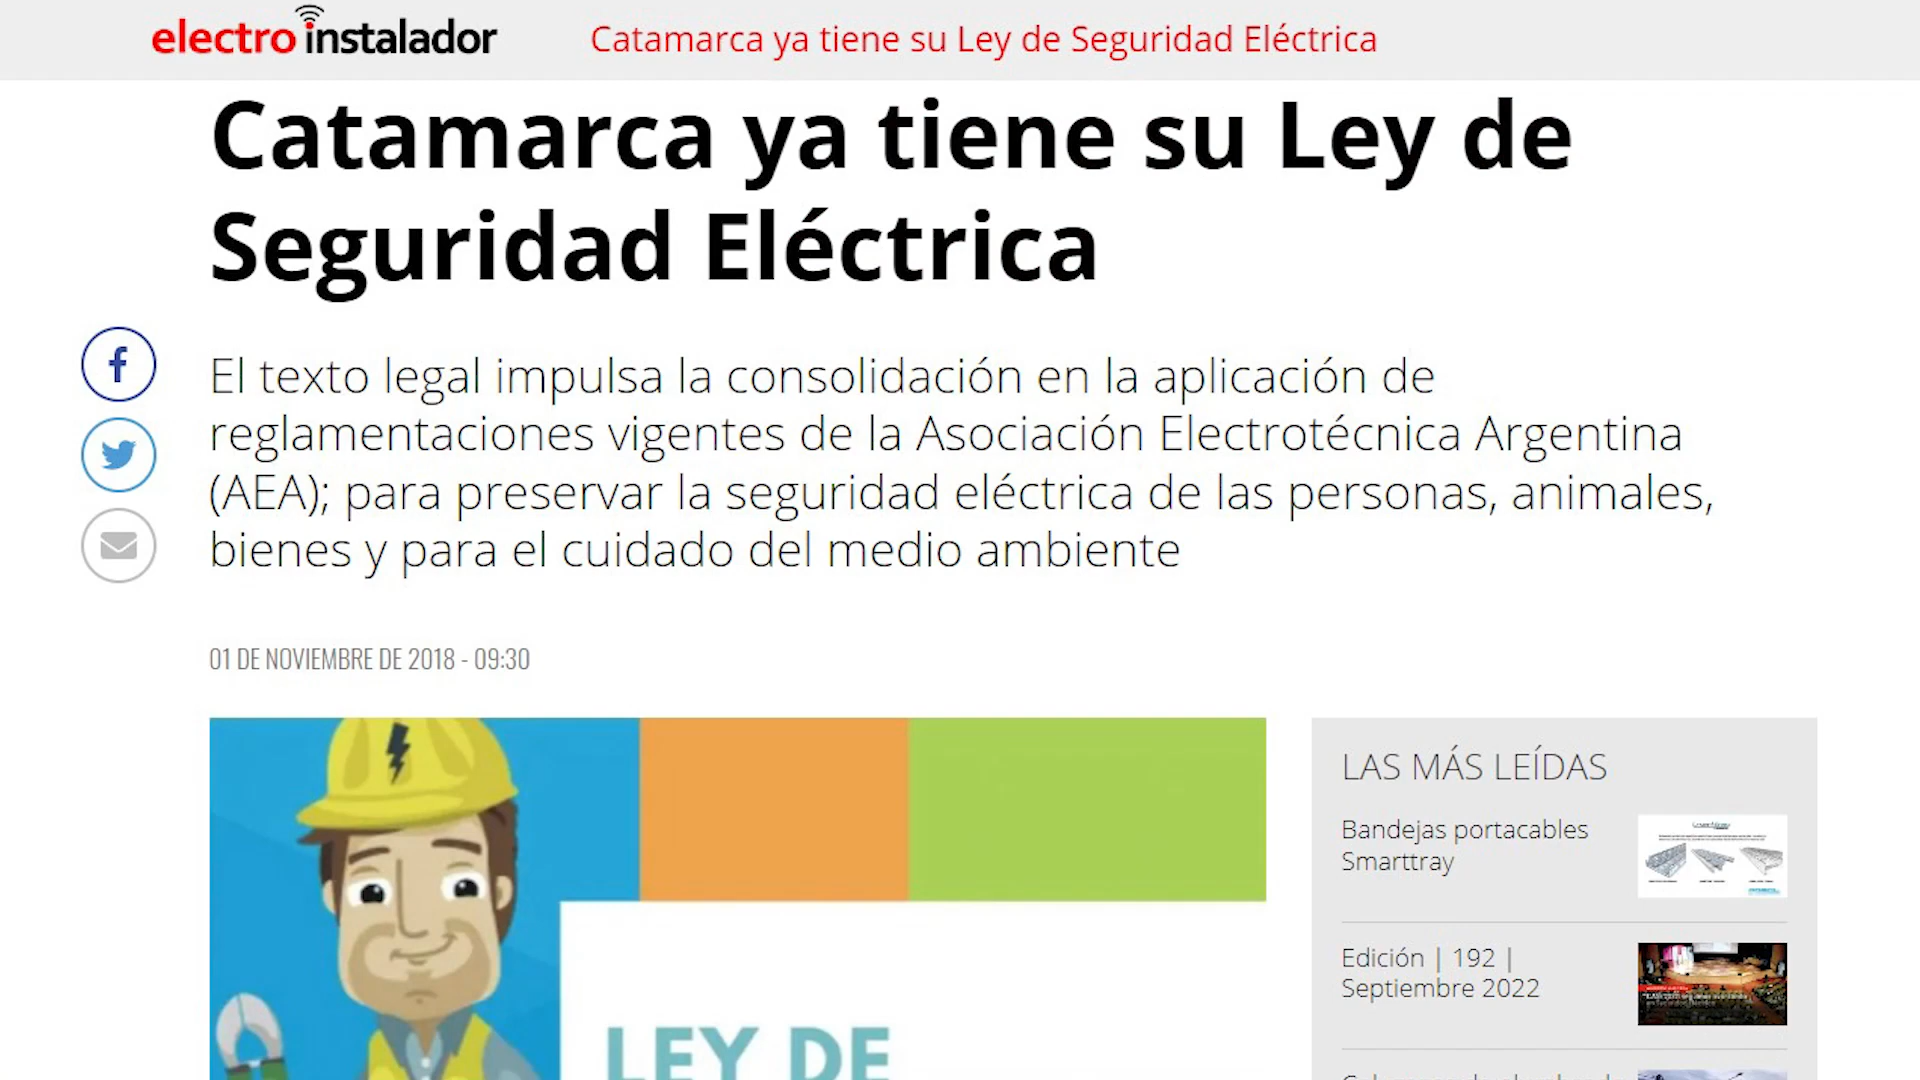 electro instalador
Catamarca ya tiene su Ley de Seguridad Eléctrica
Catamarca ya tiene su Ley de
Seguridad Eléctrica
El texto legal impulsa la consolidación en la aplicación de
reglamentaciones vigentes de la Asociación Electrotécnica Argentina
(AEA); para preservar la seguridad eléctrica de las personas, animales,
bienes y para el cuidado del medio ambiente
01 DE NOVIEMBRE DE 2018 - 09:30
LEY DE
LAS MÁS LEÍDAS
Bandejas portacables
Smarttray
Edición | 192 |
Septiembre 2022